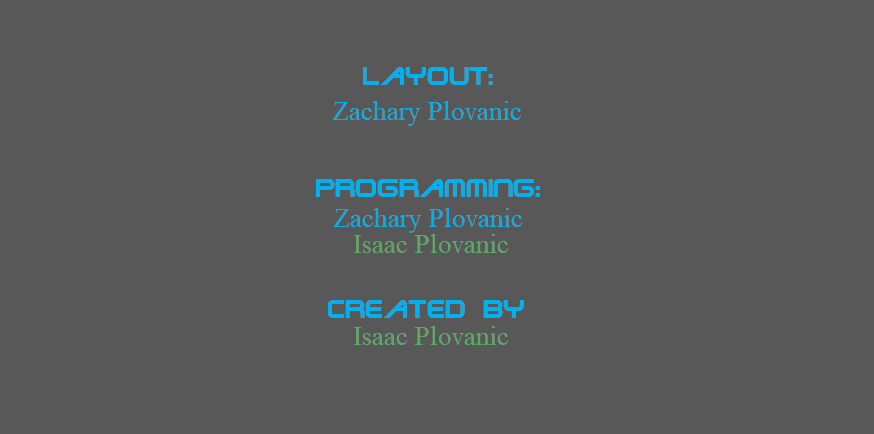 LAYOUT:
Zachary Plovanic
PROGRAMMING:
Zachary Plovanic
Isaac Plovanic
CREATED BY
Isaac Plovanic